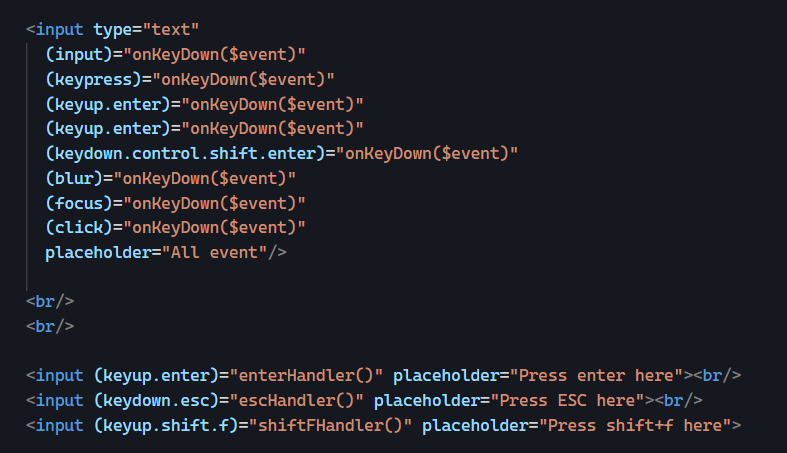 <input type="text"
(input)="onKeyDown($event)"
(keypress)="onKeyDown($event)"
(keyup.enter)="onKeyDown($event)"
(keyup.enter)="onKeyDown($event)"
(keydown.control.shift.enter)="onKeyDown($event)"
(blur)="onKeyDown($event)"
(focus)="onKeyDown($event)"
(click)="onKeyDown($event)"
placeholder="All event"/>
<br/>
<br/>
<input (keyup.enter)="enterHandler()" placeholder="Press enter here"><br/>
<input (keydown.esc)="escHandler()" placeholder="Press ESC here"><br/>
<input (keyup.shift.f)="shiftFHandler()" placeholder="Press shift+f here">